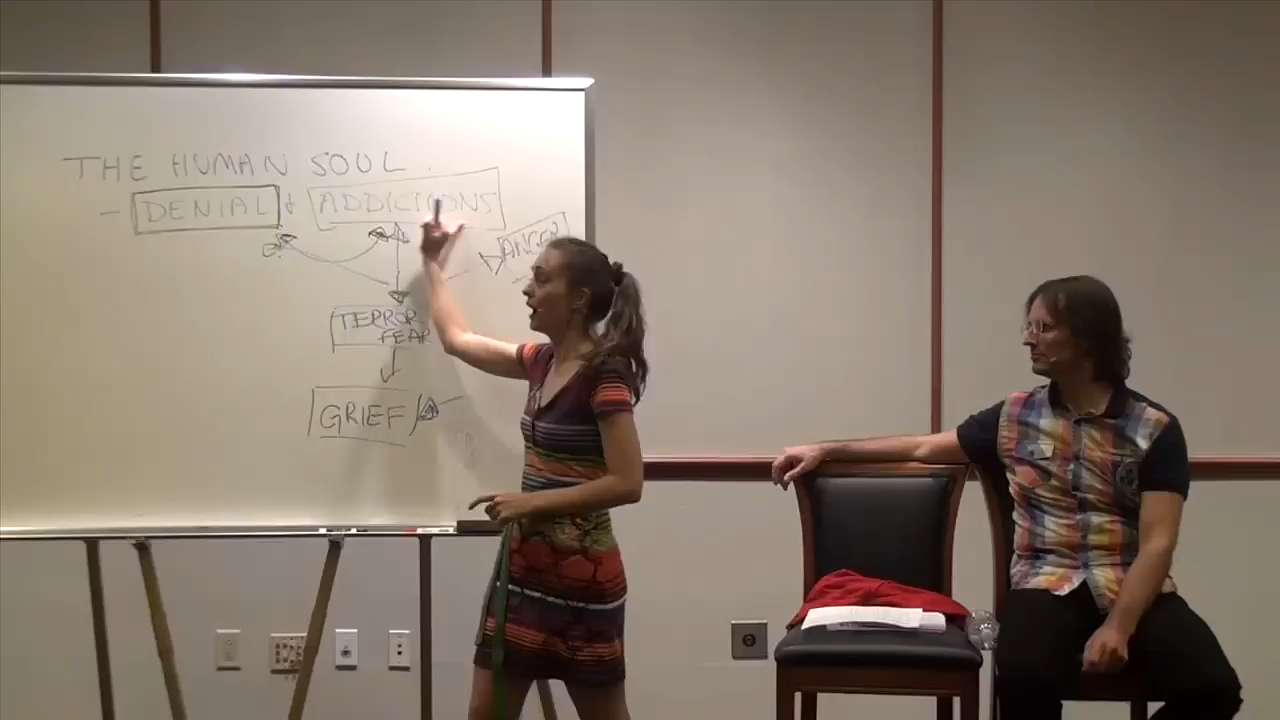 THE HUMAN SOUL.
- DENIAL & ADDICTIONS
ANGER
TERROR
FEAR
GRIEF